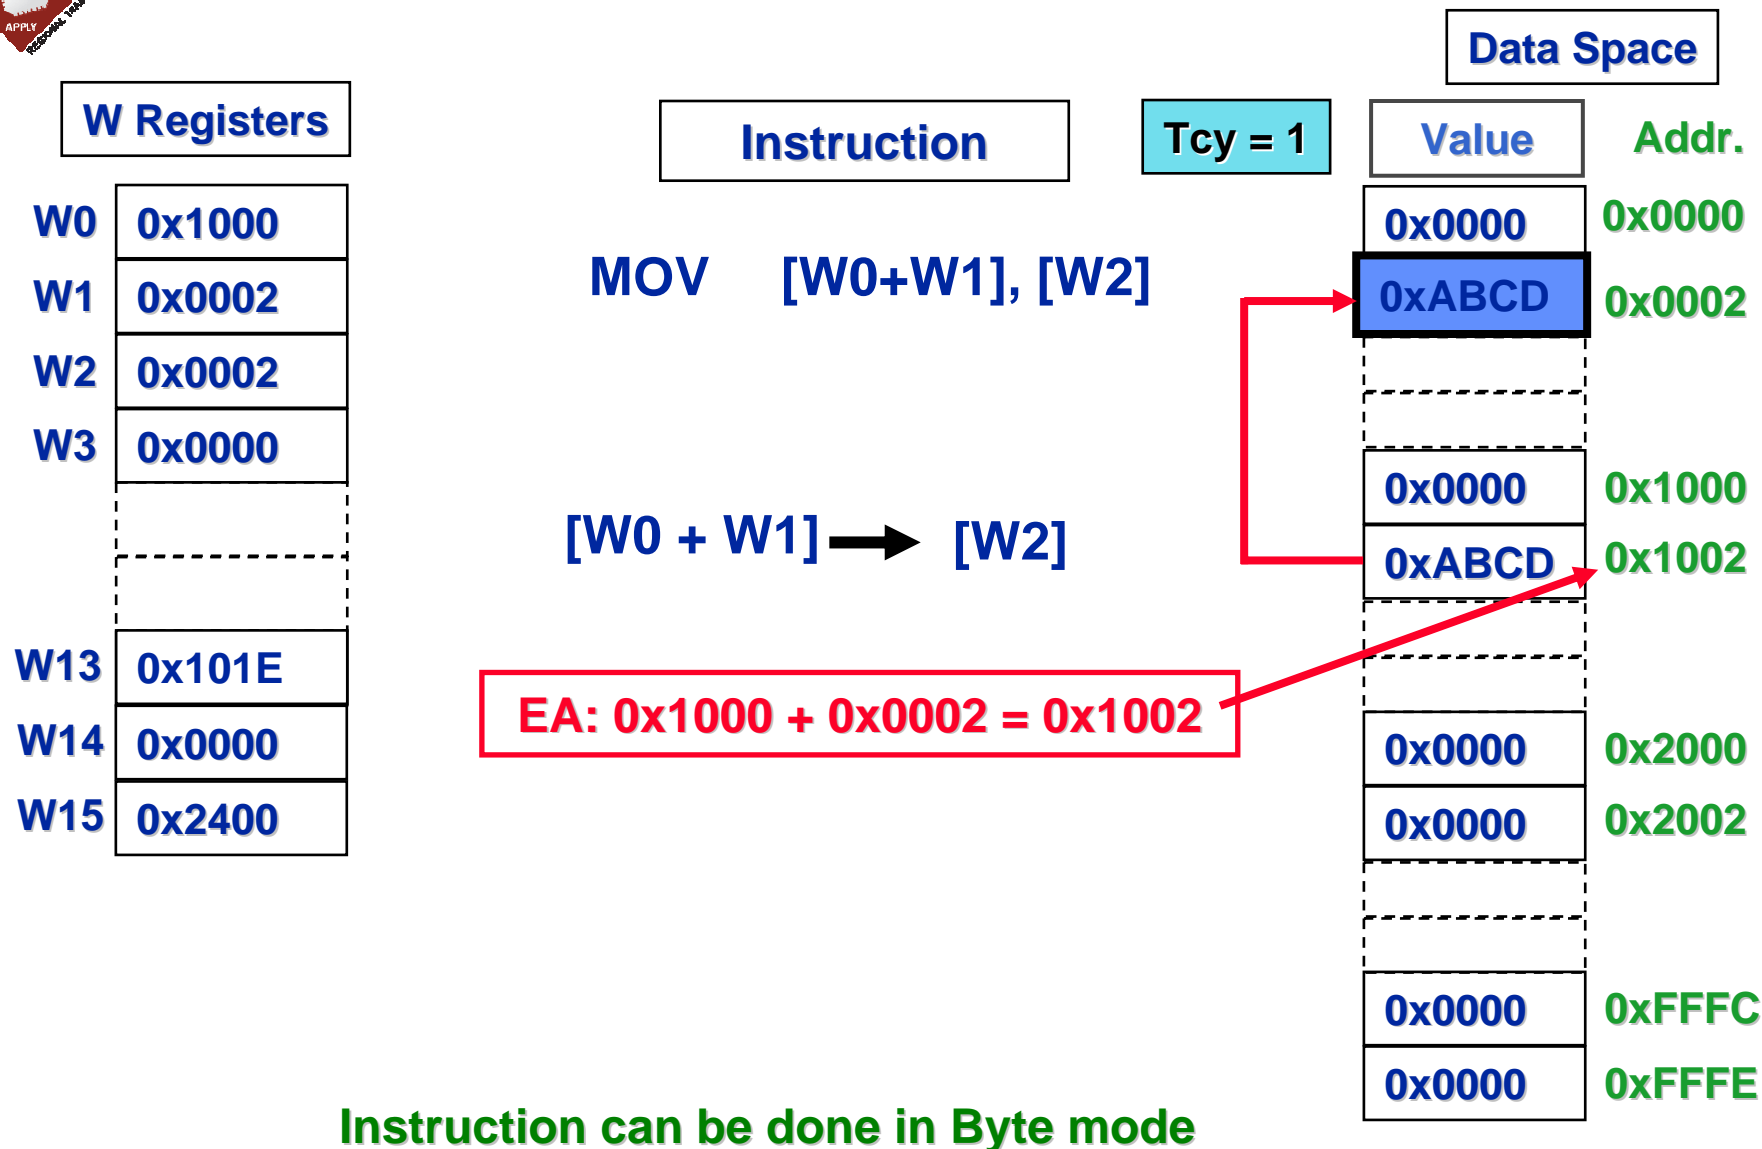 APPLY
Data Space
W Registers
Instruction
Tcy = 1
Value
Addr.
W0 0x1000
W1 0x0002
W2 0x0002
W3 0x0000
W13 0x101E
W14 0x0000
W15 0x2400
MOV [W0+W1], [W2]
[W0 + W1] [W2]
EA: 0x1000 + 0x0002 = 0x1002
0x0000 0x0000
0xABCD 0x0002
0x0000 0x1000
0xABCD 0x1002
0x0000 0x2000
0x0000 0x2002
0x0000 0xFFFC
0x0000 0xFFFE
Instruction can be done in Byte mode